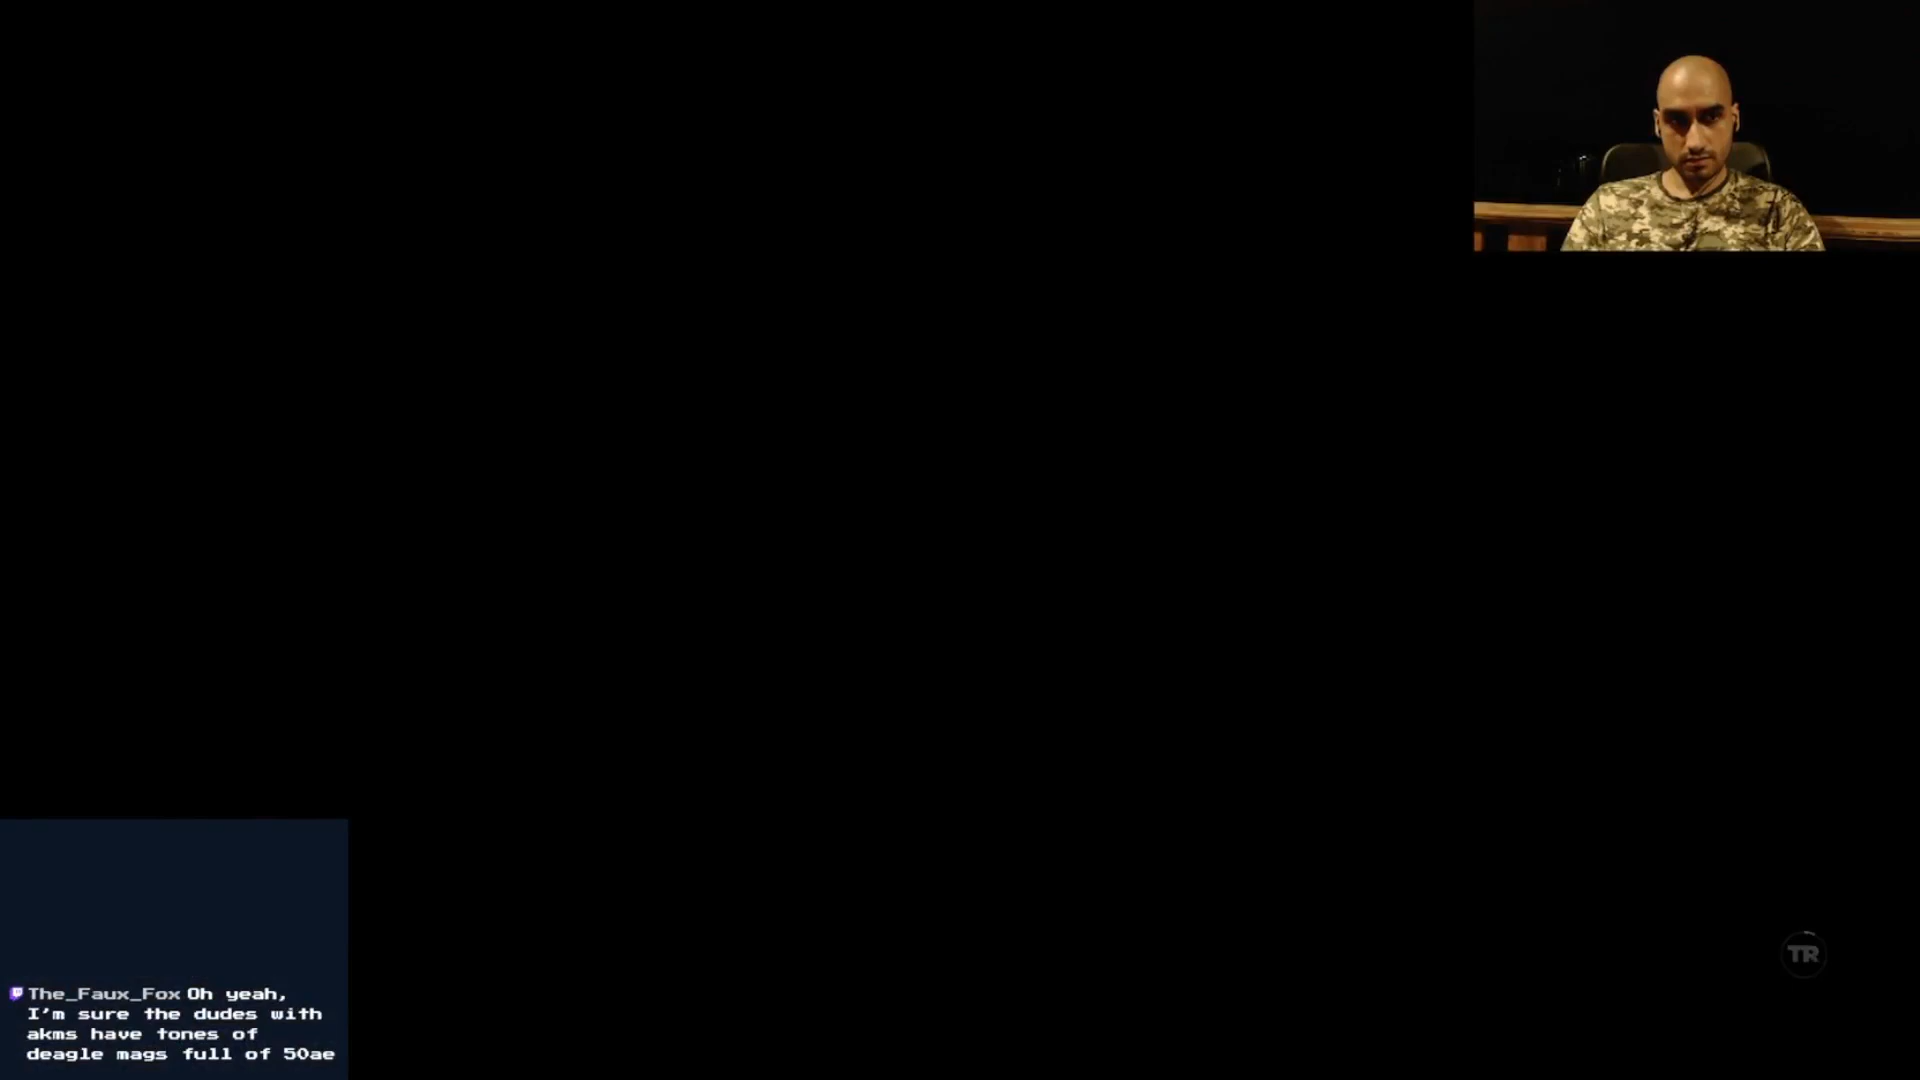 The_Faux_Fox Oh yeah,
I'm sure the dudes with
akms have tones of
deagle mags full of 50ae
TR